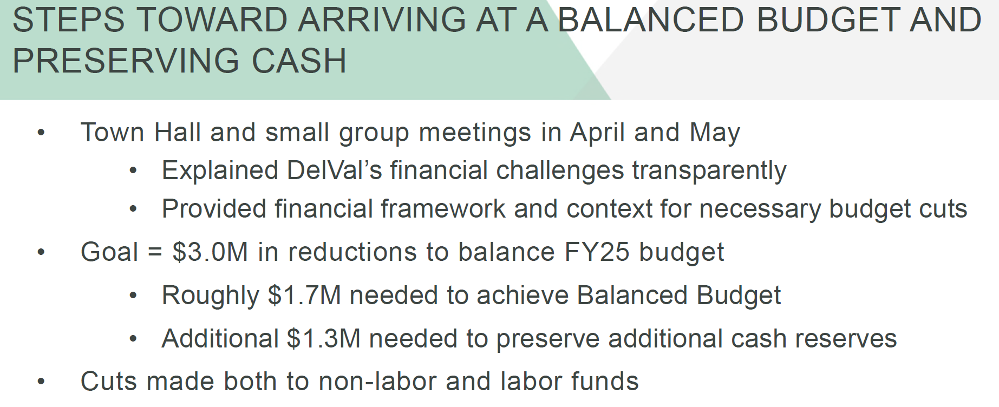 STEPS TOWARD ARRIVING AT A BALANCED BUDGET AND
PRESERVING CASH
• Town Hall and small group meetings in April and May
• Explained DelVal’s financial challenges transparently
• Provided financial framework and context for necessary budget cuts
• Goal = $3.0M in reductions to balance FY25 budget
• Roughly $1.7M needed to achieve Balanced Budget
• Additional $1.3M needed to preserve additional cash reserves
• Cuts made both to non-labor and labor funds